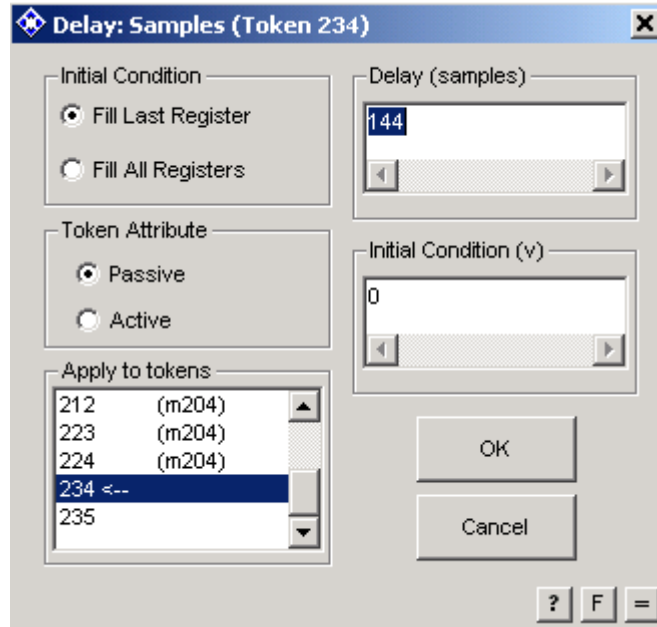 Delay: Samples (Token 234)
Initial Condition
Fill Last Register
Fill All Registers
Token Attribute
Passive
Active
Apply to tokens
212 (m204)
223 (m204)
224 (m204)
234 <--
235
Delay (samples)
144
Initial Condition (v)
0
OK
Cancel
? F =